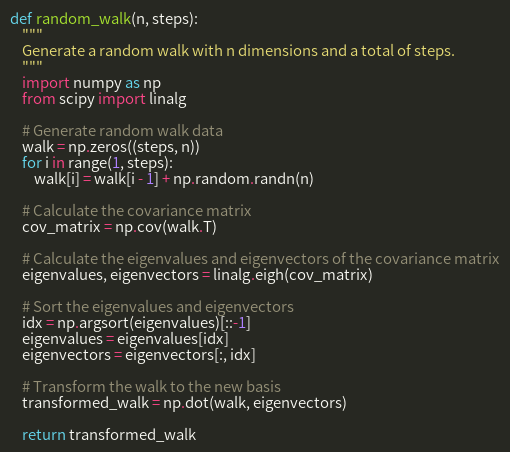 def random_walk(n, steps):
    """
    Generate a random walk with n dimensions and a total of steps.
    """
    import numpy as np
    from scipy import linalg

    # Generate random walk data
    walk = np.zeros((steps, n))
    for i in range(1, steps):
        walk[i] = walk[i - 1] + np.random.randn(n)

    # Calculate the covariance matrix
    cov_matrix = np.cov(walk.T)

    # Calculate the eigenvalues and eigenvectors of the covariance matrix
    eigenvalues, eigenvectors = linalg.eigh(cov_matrix)

    # Sort the eigenvalues and eigenvectors
    idx = np.argsort(eigenvalues)[::-1]
    eigenvalues = eigenvalues[idx]
    eigenvectors = eigenvectors[:, idx]

    # Transform the walk to the new basis
    transformed_walk = np.dot(walk, eigenvectors)

    return transformed_walk